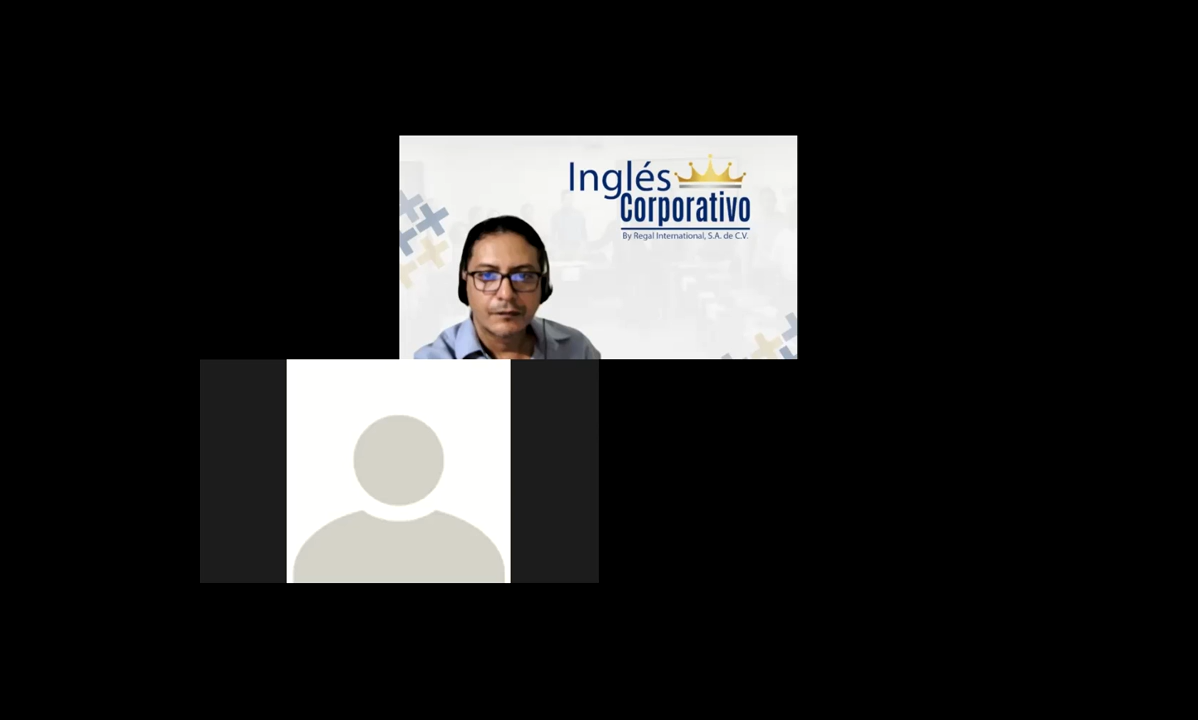 Inglés
Corporativo
By Regal International, S.A. de C.V.